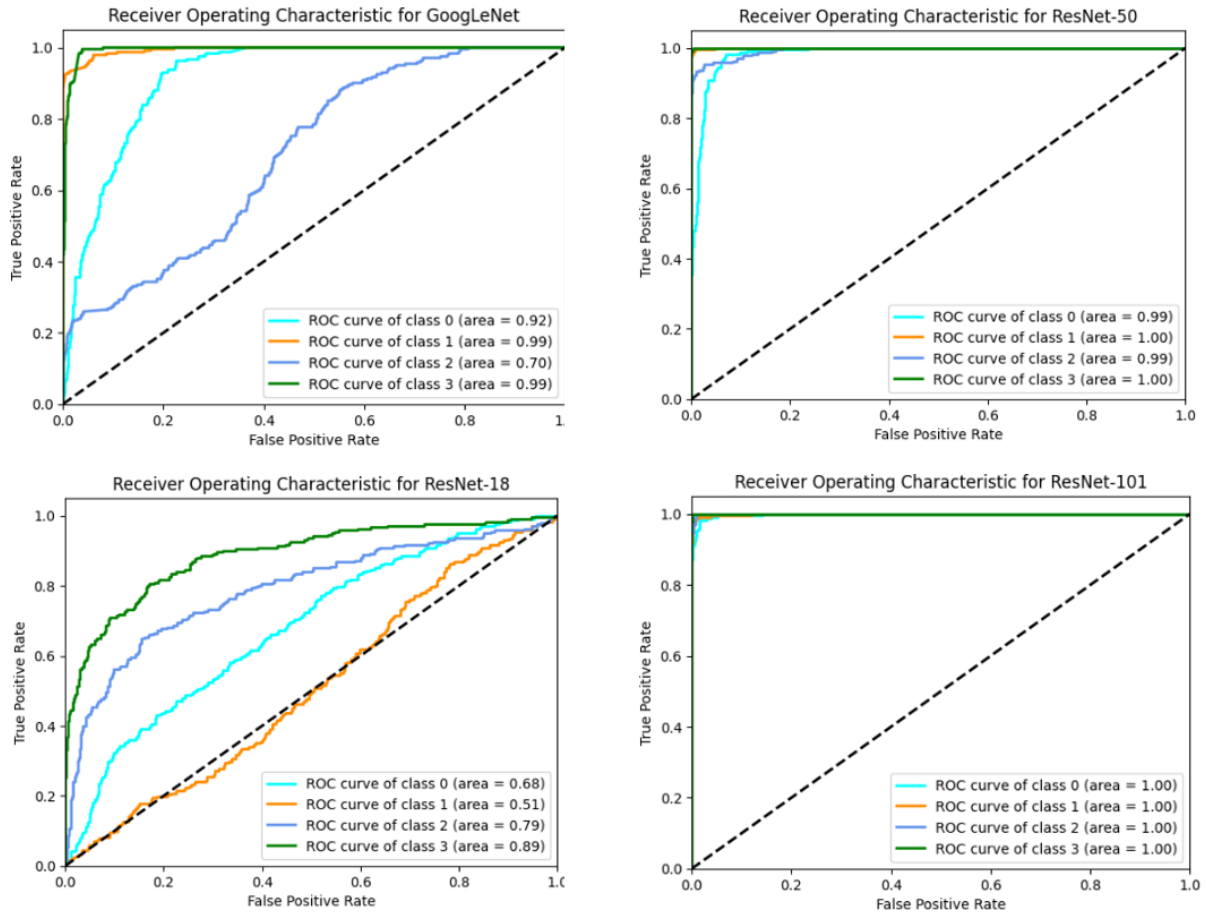 Receiver Operating Characteristic for GoogLeNet
1.0
0.8
0.6
0.4
0.2
0.0
True Positive Rate
ROC curve of class 0 (area = 0.92)
ROC curve of class 1 (area = 0.99)
ROC curve of class 2 (area = 0.70)
ROC curve of class 3 (area = 0.99)
0.0 0.2 0.4 0.6 0.8 1.
False Positive Rate
Receiver Operating Characteristic for ResNet-50
1.0
0.8
0.6
0.4
0.2
0.0
True Positive Rate
ROC curve of class 0 (area = 0.99)
ROC curve of class 1 (area = 1.00)
ROC curve of class 2 (area = 0.99)
ROC curve of class 3 (area = 1.00)
0.0 0.2 0.4 0.6 0.8 1.0
False Positive Rate
Receiver Operating Characteristic for ResNet-18
1.0
0.8
0.6
0.4
0.2
0.0
True Positive Rate
ROC curve of class 0 (area = 0.68)
ROC curve of class 1 (area = 0.51)
ROC curve of class 2 (area = 0.79)
ROC curve of class 3 (area = 0.89)
0.0 0.2 0.4 0.6 0.8 1.0
False Positive Rate
Receiver Operating Characteristic for ResNet-101
1.0
0.8
0.6
0.4
0.2
0.0
True Positive Rate
ROC curve of class 0 (area = 1.00)
ROC curve of class 1 (area = 1.00)
ROC curve of class 2 (area = 1.00)
ROC curve of class 3 (area = 1.00)
0.0 0.2 0.4 0.6 0.8 1.0
False Positive Rate